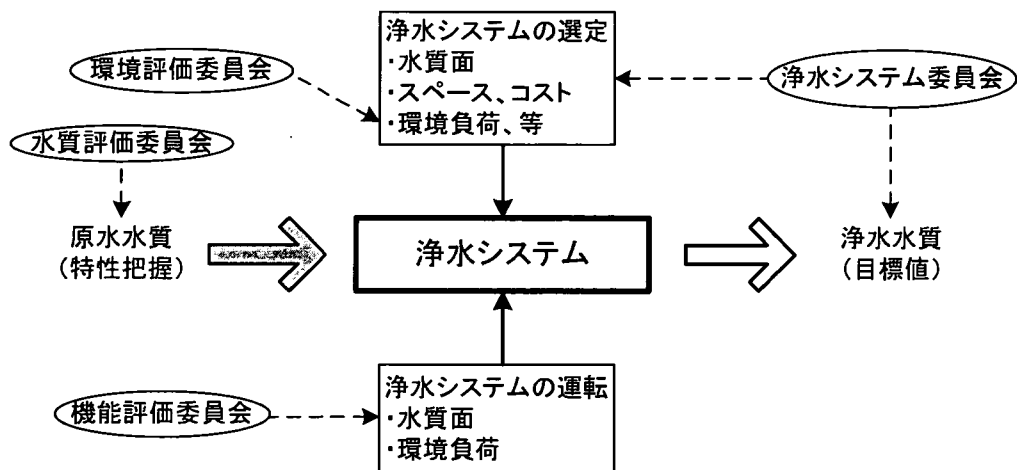 浄水システムの選定
・水質面
・スペース、コスト
・環境負荷、等
環境評価委員会
浄水システム委員会
水質評価委員会
原水水質
(特性把握)
浄水システム
浄水水質
(目標値)
浄水システムの運転
・水質面
・環境負荷
機能評価委員会